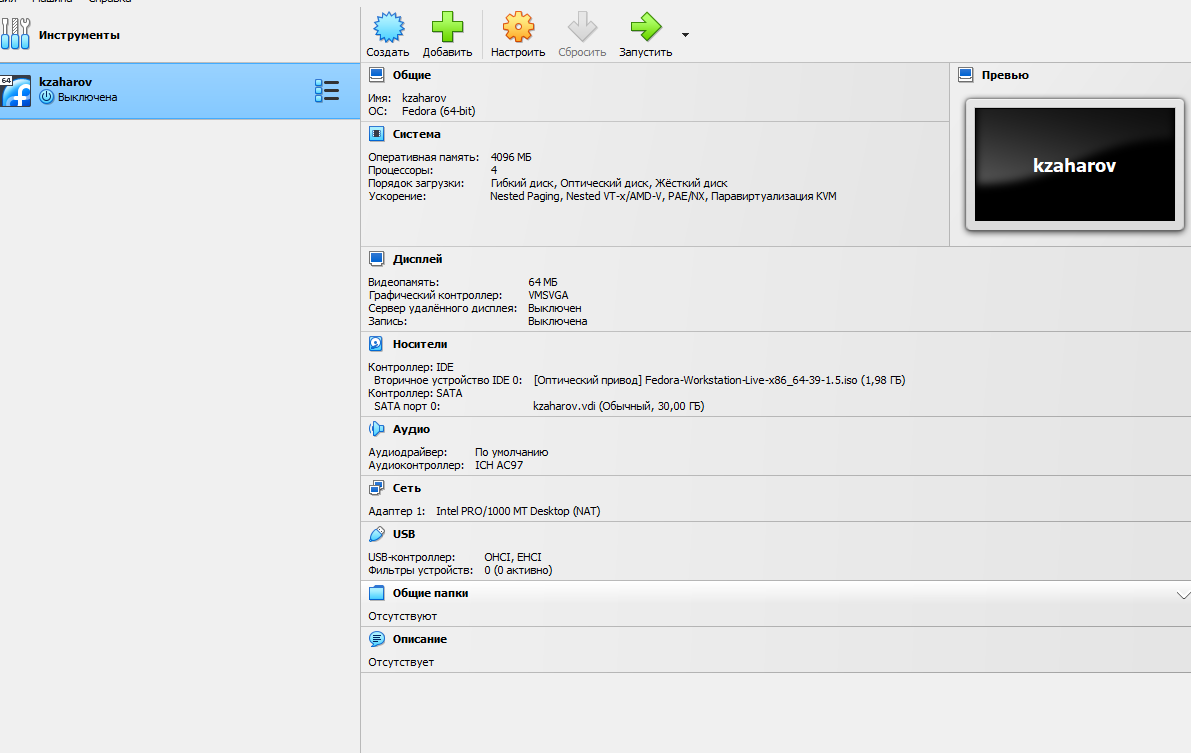 Машина Справка
Инструменты
Создать Добавить Настроить Сбросить Запустить
64
kzaharov
Выключена
Общие
Имя: kzaharov
ОС: Fedora (64-bit)
Превью
kzaharov
Система
Оперативная память: 4096 МБ
Процессоры: 4
Порядок загрузки: Гибкий диск, Оптический диск, Жёсткий диск
Ускорение: Nested Paging, Nested VT-x/AMD-V, PAE/NX, Паравиртуализация KVM
Дисплей
Видеопамять: 64 МБ
Графический контроллер: VMSVGA
Сервер удалённого дисплея: Выключен
Запись: Выключена
Носители
Контроллер: IDE
Вторичное устройство IDE 0: [Оптический привод] Fedora-Workstation-Live-x86_64-39-1.5.iso (1,98 ГБ)
Контроллер: SATA
SATA порт 0: kzaharov.vdi (Обычный, 30,00 ГБ)
Аудио
Аудиодрайвер: По умолчанию
Аудиоконтроллер: ICH AC97
Сеть
Адаптер 1: Intel PRO/1000 MT Desktop (NAT)
USB
USB-контроллер: OHCI, EHCI
Фильтры устройств: 0 (0 активно)
Общие папки
Отсутствуют
Описание
Отсутствует